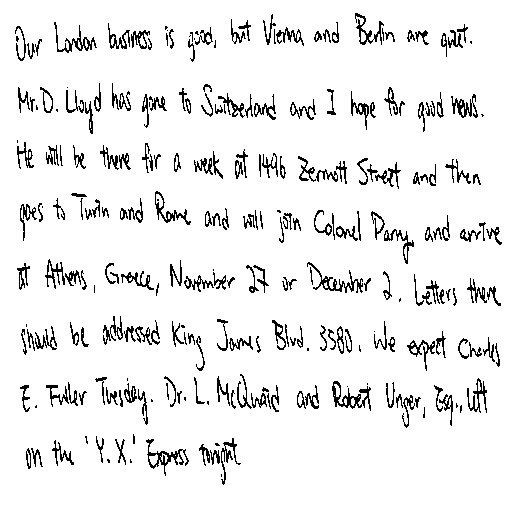 Our London business is good, but Vienna and Berlin are quiet.
Mr. D. Lloyd has gone to Switzerland and I hope for good news.
He will be there for a week at 1496 Zermott Street and then
goes to Turin and Rome and will join Colonel Parry and arrive
at Athens, Greece, November 27 or December 2. Letters there
should be addressed King James Blvd. 3580. We expect Charles
E. Fuller Tuesday. Dr. L. McQuaid and Robert Unger, Esq., left
on the 'Y.X.' Express tonight